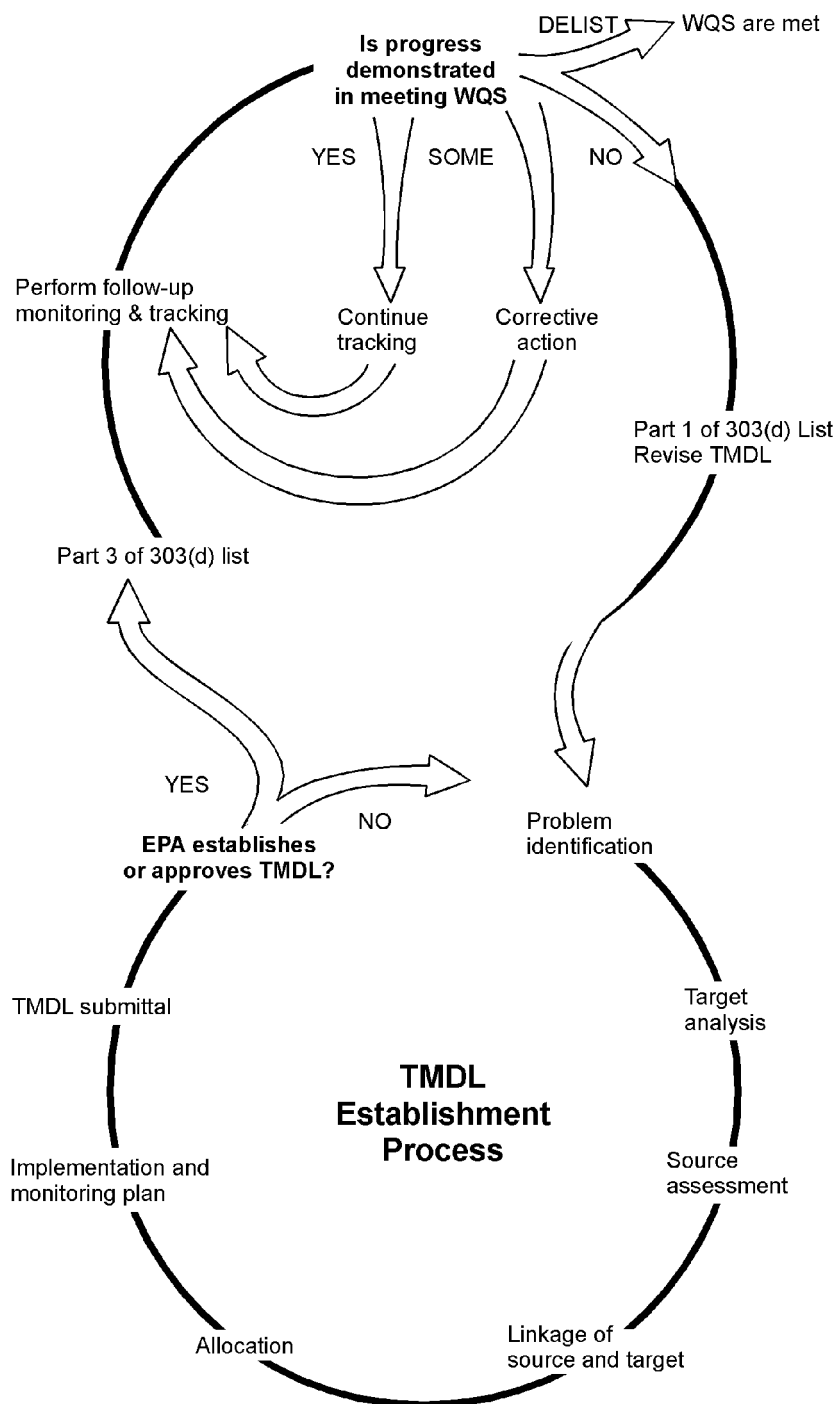 DELIST
WQS are met
Is progress
demonstrated
in meeting WQS
YES
SOME
NO
Perform follow-up
monitoring & tracking
Continue
tracking
Corrective
action
Part 1 of 303(d) List
Revise TMDL
Part 3 of 303(d) list
YES
NO
EPA establishes
or approves TMDL?
Problem
identification
TMDL submittal
Target
analysis
TMDL
Establishment
Process
Implementation and
monitoring plan
Source
assessment
Allocation
Linkage of
source and target